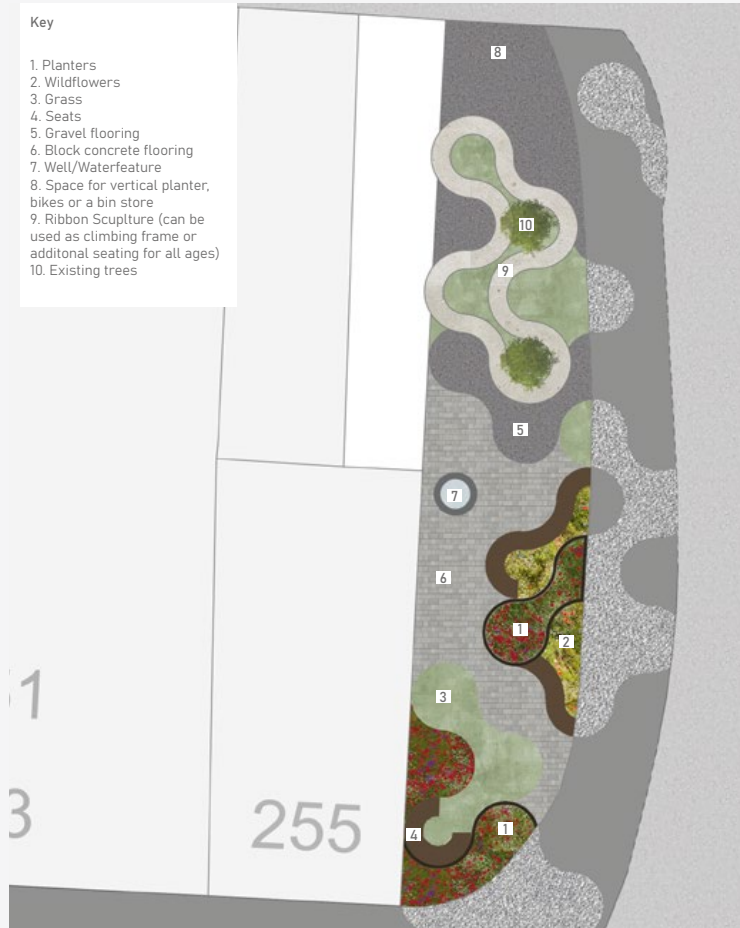 Key
1. Planters
2. Wildflowers
3. Grass
4. Seats
5. Gravel flooring
6. Block concrete flooring
7. Well/Waterfeature
8. Space for vertical planter,
bikes or a bin store
9. Ribbon Scuplture (can be
used as climbing frame or
additonal seating for all ages)
10. Existing trees
8
10
9
5
7
6
1
2
3
1
4
1
3
255